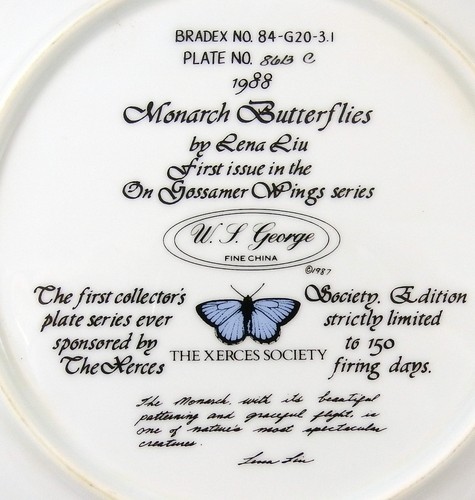 BRADEX NO. 84-G20-3.1
PLATE NO. 8613 C
1988
Monarch Butterflies
by Lena Liu
First issue in the
On Gossamer Wings series
W. S. George
FINE CHINA
©1987
The first collector's
plate series ever
sponsored by
The Xerces
Society. Edition
strictly limited
to 150
firing days.
THE XERCES SOCIETY
The Monarch, with its beautiful
patterning and graceful flight, is
one of nature's most spectacular
creatures.
Lena Liu